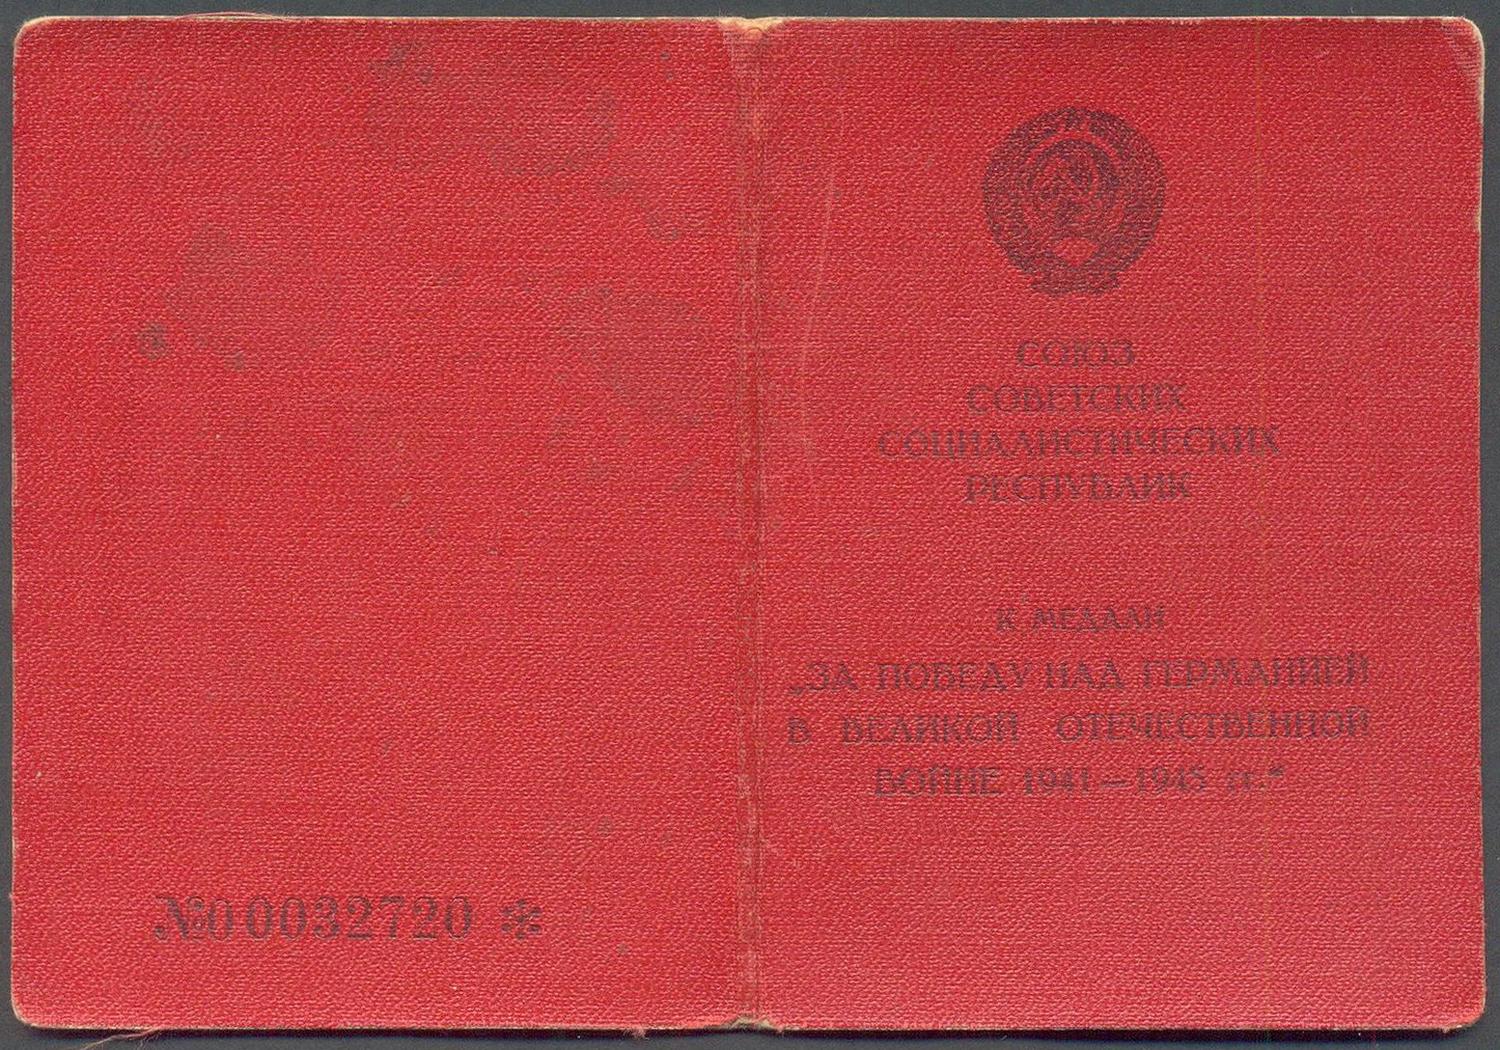 СОЮЗ
СОВЕТСКИХ
СОЦИАЛИСТИЧЕСКИХ
РЕСПУБЛИК
К МЕДАЛИ
„ЗА ПОБЕДУ НАД ГЕРМАНИЕЙ
В ВЕЛИКОЙ ОТЕЧЕСТВЕННОЙ
ВОЙНЕ 1941—1945 гг.“
№00032720 *